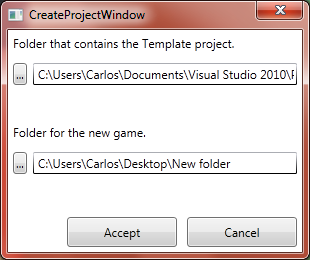 CreateProjectWindow
Folder that contains the Template project.
... C:\Users\Carlos\Documents\Visual Studio 2010\
Folder for the new game.
... C:\Users\Carlos\Desktop\New folder
Accept Cancel